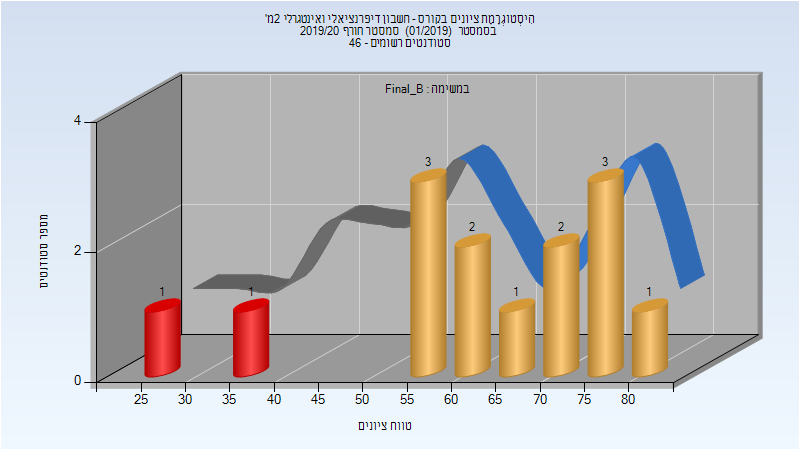 היסטוגרמת ציונים בקורס - חשבון דיפרנציאלי ואינטגרלי 2מ'
בסמסטר (01/2019) סמסטר חורף 2019/20
סטודנטים רשומים - 46
במשימה : Final_B
מספר סטודנטים
4
2
0
1
1
3
2
1
2
3
1
25 30 35 40 45 50 55 60 65 70 75 80
טווח ציונים